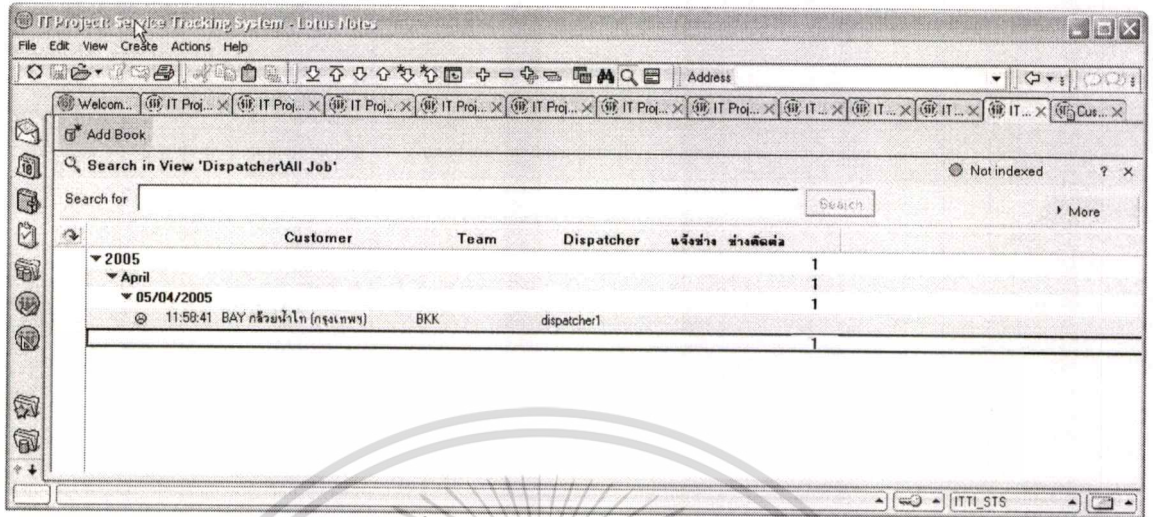 IT Project: Service Tracking System - Lotus Notes
File Edit View Create Actions Help
Address
Welcom... IT Proj... IT Proj... IT Proj... IT Proj... IT Proj... IT Proj... IT Proj... IT ... IT ... IT ... IT ... Cus...
Add Book
Search in View 'Dispatcher\All Job' Not indexed ? x
Search for Search More
Customer Team Dispatcher แจ้งช่าง ช่างติดต่อ
2005 1
April 1
05/04/2005 1
11:58:41 BAY กล้วยน้ำไท (กรุงเทพฯ) BKK dispatcher1
1
ITTI_STS